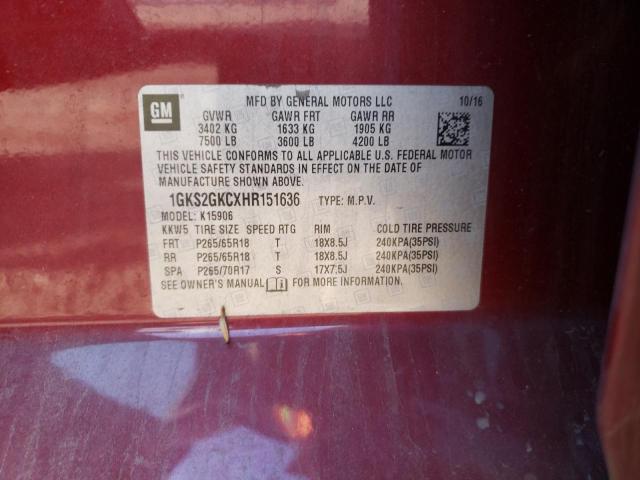 GM
MFD BY GENERAL MOTORS LLC 10/16
GVWR GAWR FRT GAWR RR
3402 KG 1633 KG 1905 KG
7500 LB 3600 LB 4200 LB
THIS VEHICLE CONFORMS TO ALL APPLICABLE U.S. FEDERAL MOTOR
VEHICLE SAFETY STANDARDS IN EFFECT ON THE DATE OF
MANUFACTURE SHOWN ABOVE.
1GKS2GKCXHR151636 TYPE: M.P.V.
MODEL: K15906
KKW5 TIRE SIZE SPEED RTG RIM COLD TIRE PRESSURE
FRT P265/65R18 T 18X8.5J 240KPA(35PSI)
RR P265/65R18 T 18X8.5J 240KPA(35PSI)
SPA P265/70R17 S 17X7.5J 240KPA(35PSI)
SEE OWNER'S MANUAL FOR MORE INFORMATION.